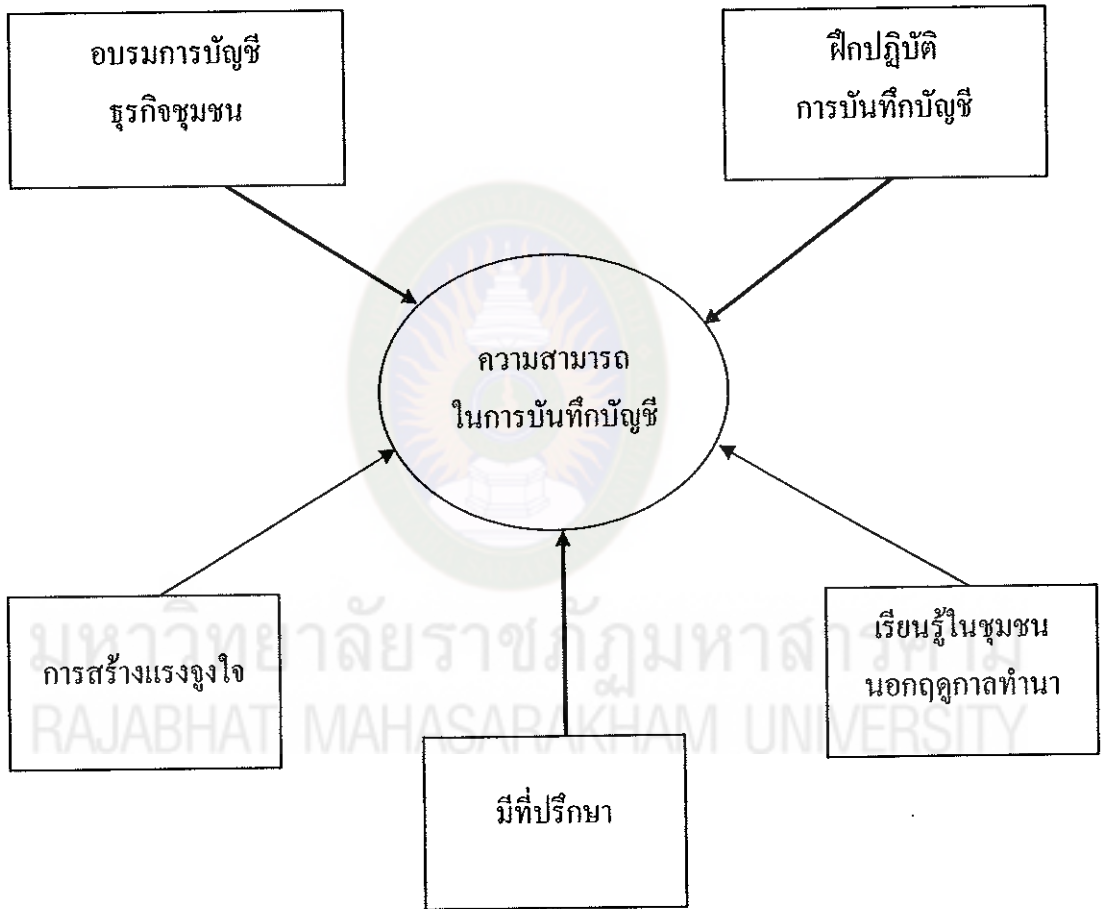 อบรมการบัญชี
ธุรกิจชุมชน
ฝึกปฏิบัติ
การบันทึกบัญชี
ความสามารถ
ในการบันทึกบัญชี
การสร้างแรงจูงใจ
มีที่ปรึกษา
เรียนรู้ในชุมชน
นอกฤดูกาลทำนา
มหาวิทยาลัยราชภัฏมหาสารคาม
RAJABHAT MAHASARAKHAM UNIVERSITY